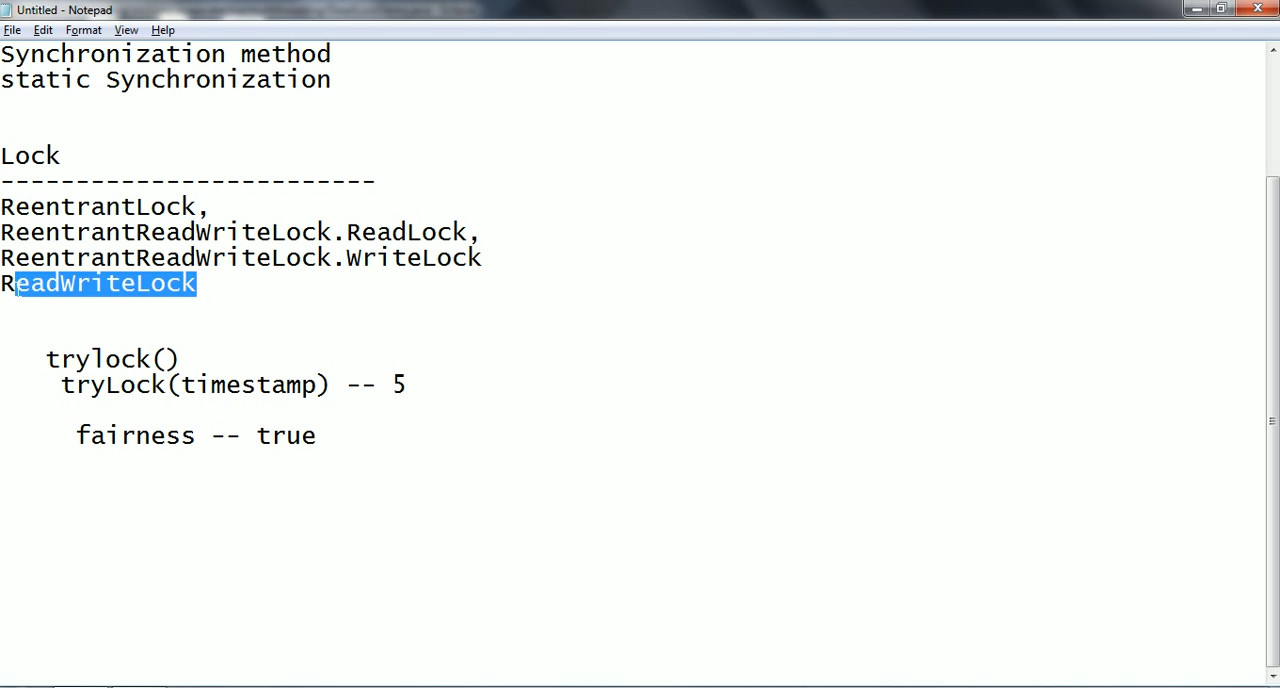 Untitled - Notepad
File Edit Format View Help
Synchronization method
static Synchronization
Lock
-------------------------
ReentrantLock,
ReentrantReadWriteLock.ReadLock,
ReentrantReadWriteLock.WriteLock
ReadWriteLock
trylock()
tryLock(timestamp) -- 5
fairness -- true